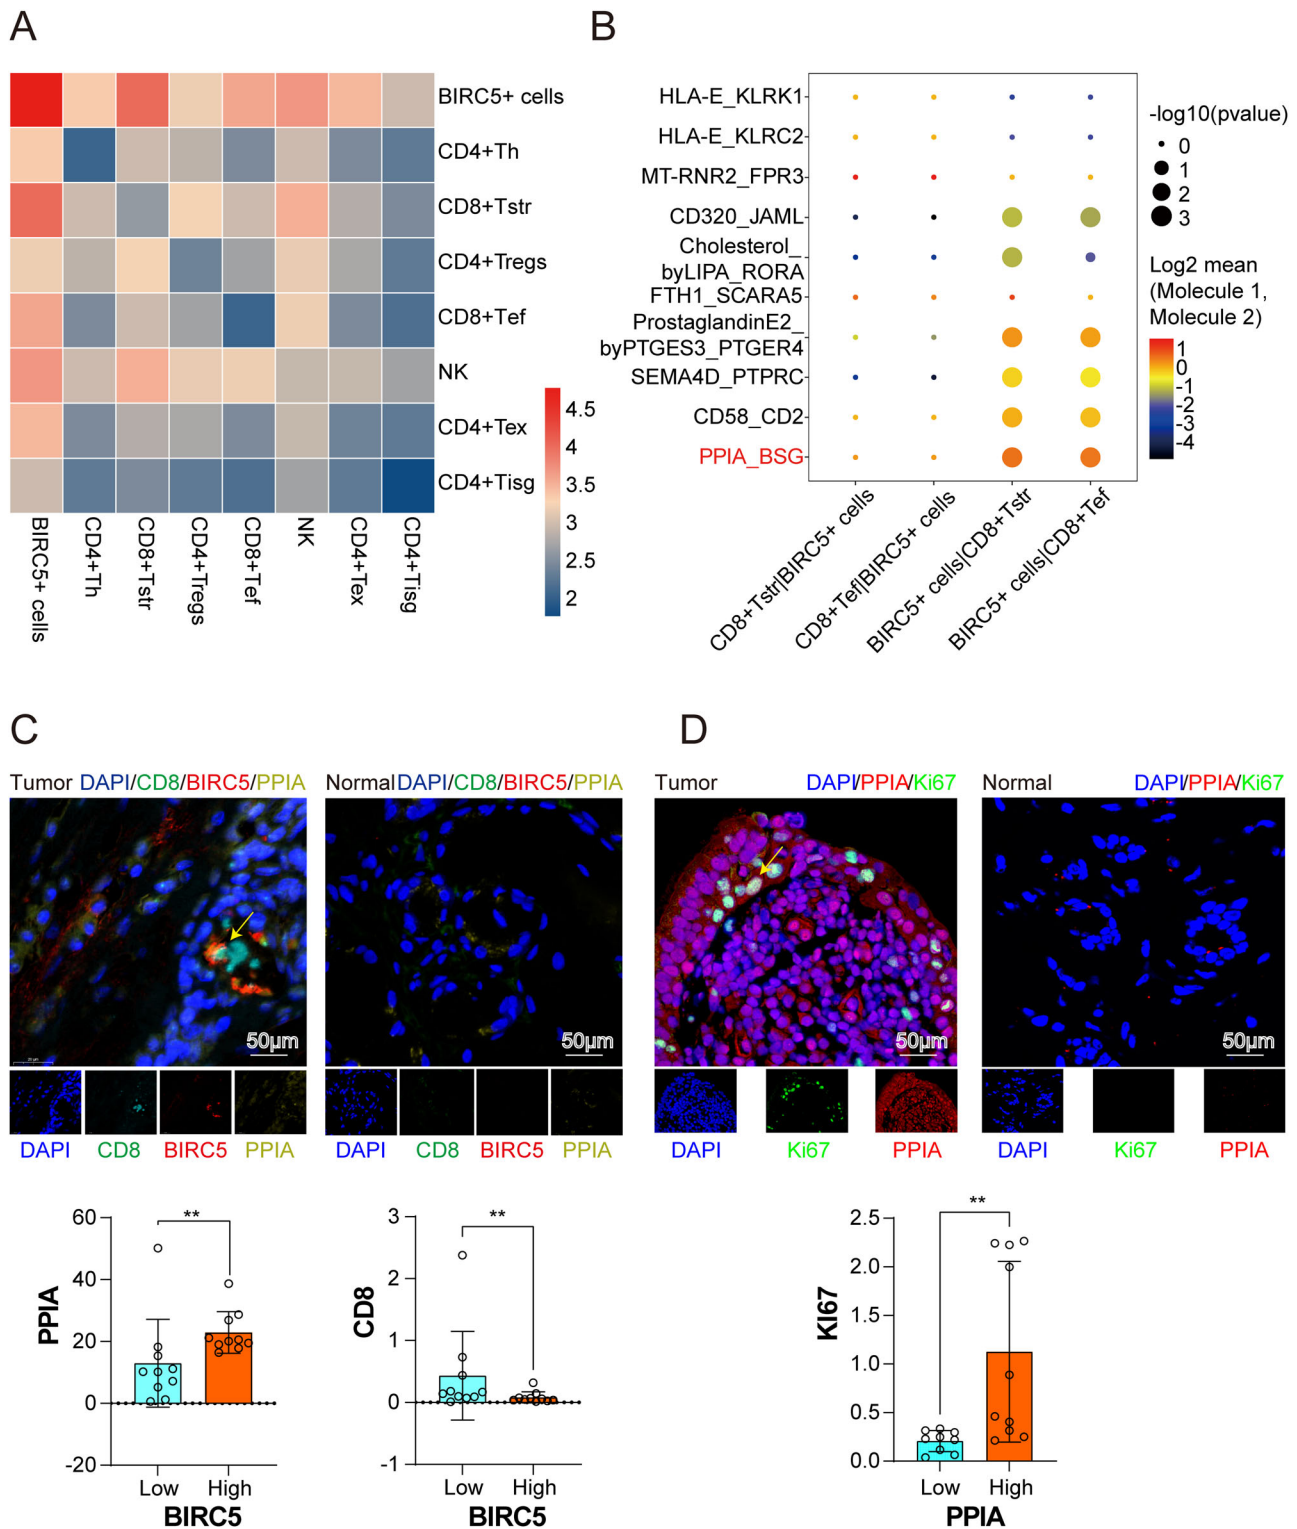 A
BIRC5+ cells
CD4+Th
CD8+Tstr
CD4+Tregs
CD8+Tef
NK
CD4+Tex
CD4+Tisg
4.5
4
3.5
3
2.5
2
BIRC5+ cells
CD4+Th
CD8+Tstr
CD4+Tregs
CD8+Tef
NK
CD4+Tex
CD4+Tisg
B
HLA-E_KLRK1
HLA-E_KLRC2
MT-RNR2_FPR3
CD320_JAML
Cholesterol_
byLIPA_RORA
FTH1_SCARA5
ProstaglandinE2_
byPTGES3_PTGER4
SEMA4D_PTPRC
CD58_CD2
PPIA_BSG
CD8+Tstr|BIRC5+ cells
CD8+Tef|BIRC5+ cells
BIRC5+ cells|CD8+Tstr
BIRC5+ cells|CD8+Tef
-log10(pvalue)
0
1
2
3
Log2 mean
(Molecule 1,
Molecule 2)
1
0
-1
-2
-3
-4
C
Tumor DAPI/CD8/BIRC5/PPIA
50μm
20 μm
DAPI CD8 BIRC5 PPIA
Normal DAPI/CD8/BIRC5/PPIA
50μm
DAPI CD8 BIRC5 PPIA
D
Tumor DAPI/PPIA/Ki67
50μm
DAPI Ki67 PPIA
Normal DAPI/PPIA/Ki67
50μm
DAPI Ki67 PPIA
PPIA
60
40
20
0
-20
**
Low High
BIRC5
CD8
3
2
1
0
-1
**
Low High
BIRC5
KI67
2.5
2.0
1.5
1.0
0.5
0.0
**
Low High
PPIA